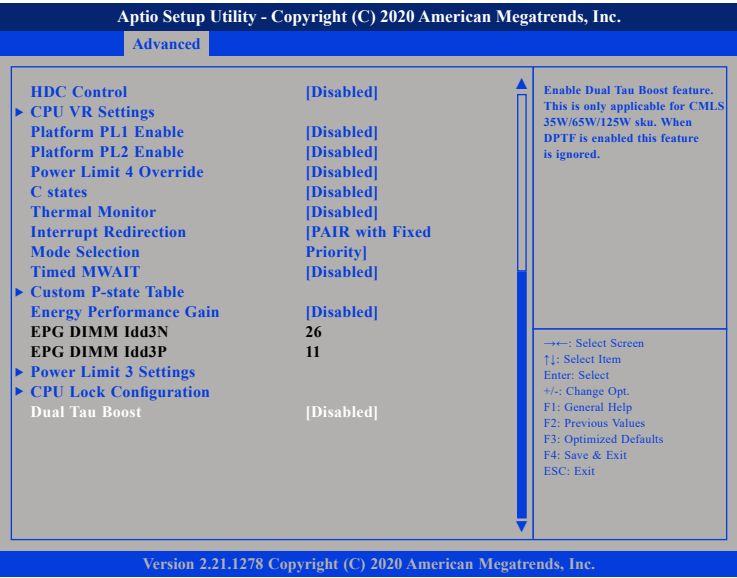 Aptio Setup Utility - Copyright (C) 2020 American Megatrends, Inc.
Advanced
HDC Control [Disabled]
CPU VR Settings
Platform PL1 Enable [Disabled]
Platform PL2 Enable [Disabled]
Power Limit 4 Override [Disabled]
C states [Disabled]
Thermal Monitor [Disabled]
Interrupt Redirection [PAIR with Fixed
Mode Selection Priority]
Timed MWAIT [Disabled]
Custom P-state Table
Energy Performance Gain [Disabled]
EPG DIMM Idd3N 26
EPG DIMM Idd3P 11
Power Limit 3 Settings
CPU Lock Configuration
Dual Tau Boost [Disabled]
Enable Dual Tau Boost feature.
This is only applicable for CMLS
35W/65W/125W sku. When
DPTF is enabled this feature
is ignored.
→←: Select Screen
↑↓: Select Item
Enter: Select
+/-: Change Opt.
F1: General Help
F2: Previous Values
F3: Optimized Defaults
F4: Save & Exit
ESC: Exit
Version 2.21.1278 Copyright (C) 2020 American Megatrends, Inc.